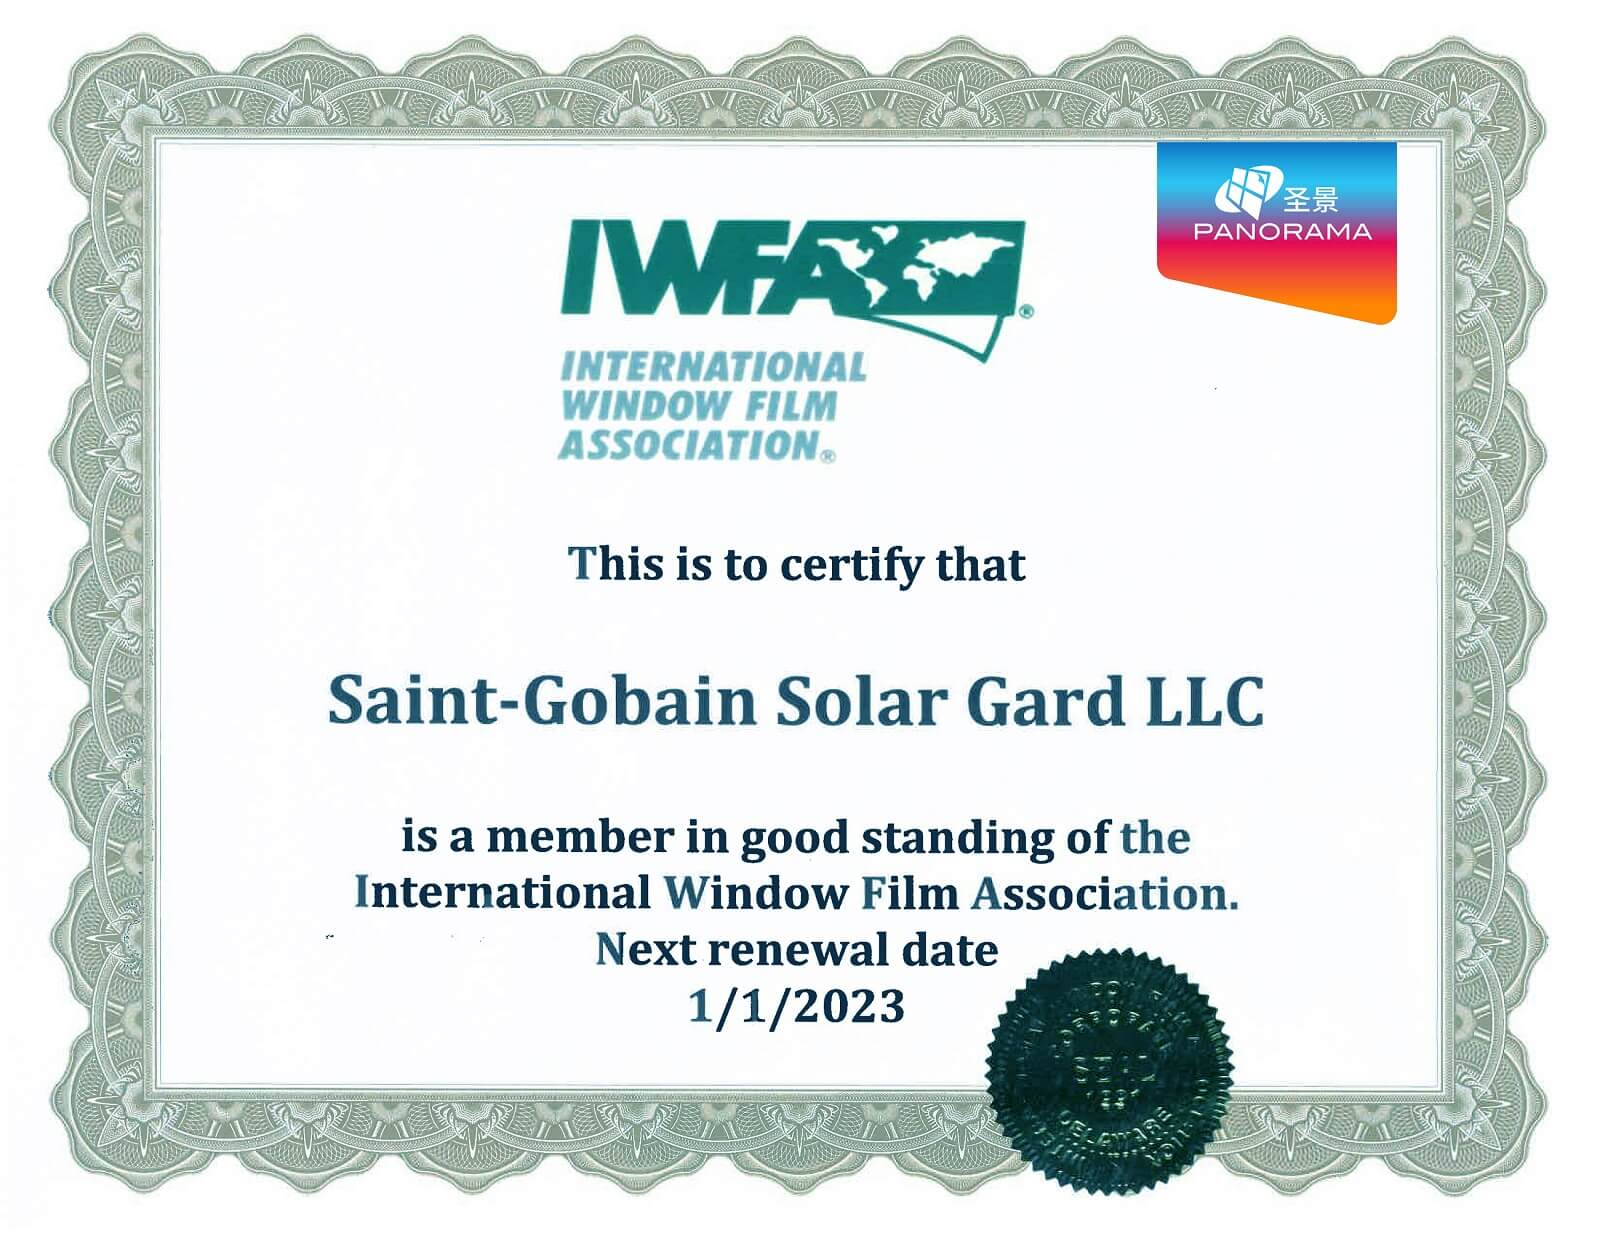 IWFA®
圣景
PANORAMA
INTERNATIONAL
WINDOW FILM
ASSOCIATION®
This is to certify that
Saint-Gobain Solar Gard LLC
is a member in good standing of the
International Window Film Association.
Next renewal date
1/1/2023
SEAL
DELAWARE